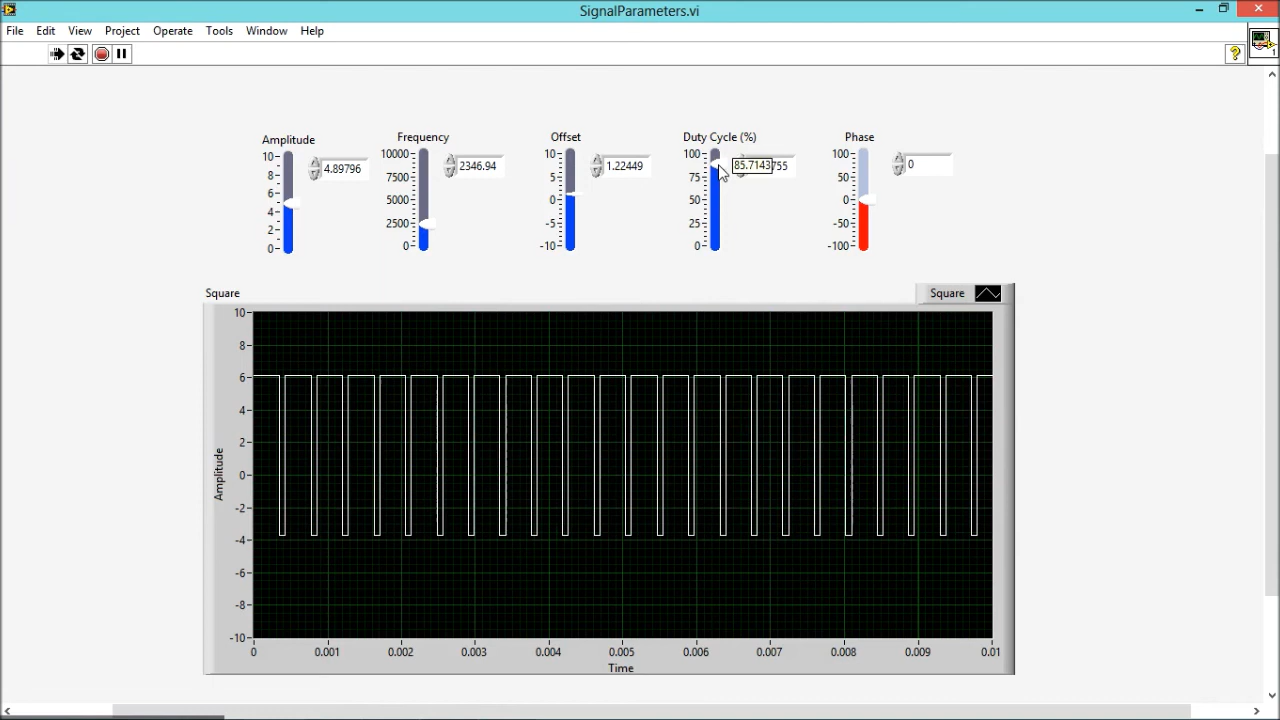 SignalParameters.vi
File Edit View Project Operate Tools Window Help
Amplitude Frequency Offset Duty Cycle (%) Phase
10 8 6 4 2 0 4.89796
10000 7500 5000 2500 0 2346.94
10 5 0 -5 -10 1.22449
100 75 50 25 0 85.7143 755
100 50 0 -50 -100 0
Square Square
Amplitude
10
8
6
4
2
0
-2
-4
-6
-8
-10
0 0.001 0.002 0.003 0.004 0.005 0.006 0.007 0.008 0.009 0.01
Time